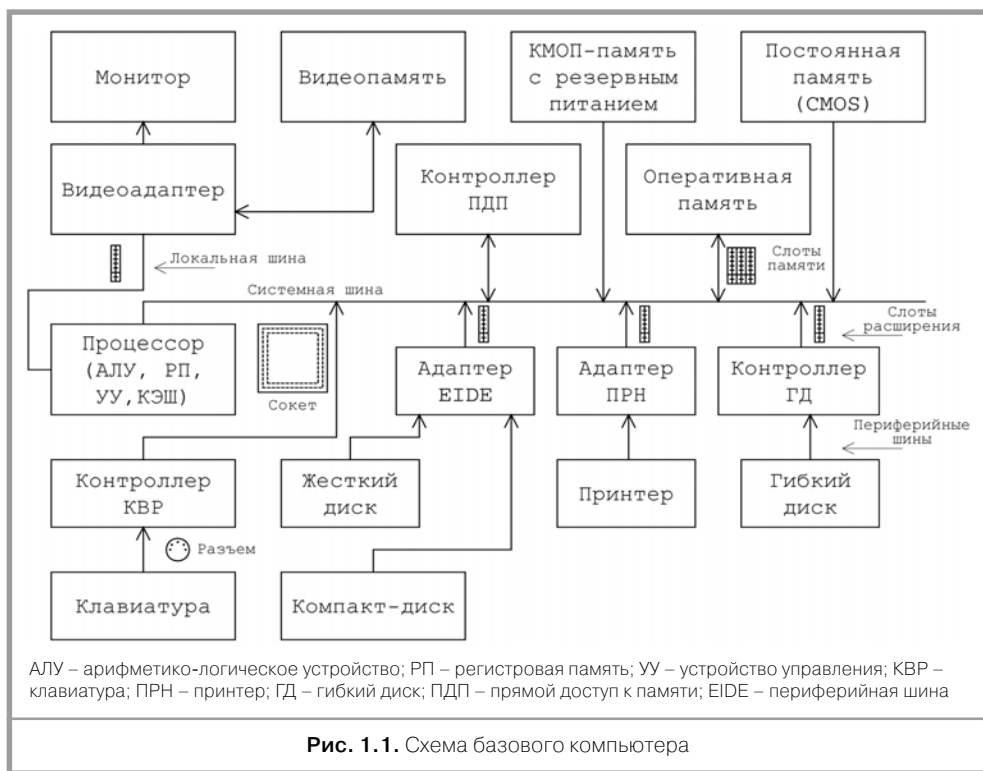 Монитор
Видеопамять
КМОП-память
с резервным
питанием
Постоянная
память
(CMOS)
Видеоадаптер
Контроллер
ПДП
Оперативная
память
Локальная шина
Слоты
памяти
Системная шина
Процессор
(АЛУ, РП,
УУ,КЭШ)
Сокет
Адаптер
EIDE
Адаптер
ПРН
Контроллер
ГД
Слоты
расширения
Периферийные
шины
Контроллер
КВР
Жесткий
диск
Принтер
Гибкий
диск
Разъем
Клавиатура
Компакт-диск
АЛУ – арифметико-логическое устройство; РП – регистровая память; УУ – устройство управления; КВР –
клавиатура; ПРН – принтер; ГД – гибкий диск; ПДП – прямой доступ к памяти; EIDE – периферийная шина
Рис. 1.1. Схема базового компьютера